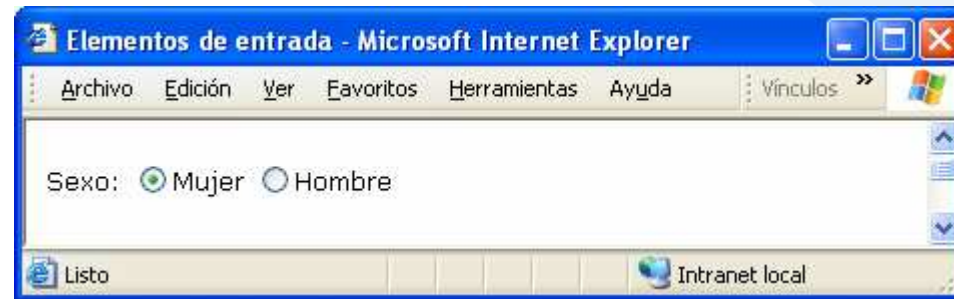 Elementos de entrada - Microsoft Internet Explorer
Archivo Edición Ver Favoritos Herramientas Ayuda Vínculos »
Sexo: Mujer Hombre
Listo Intranet local